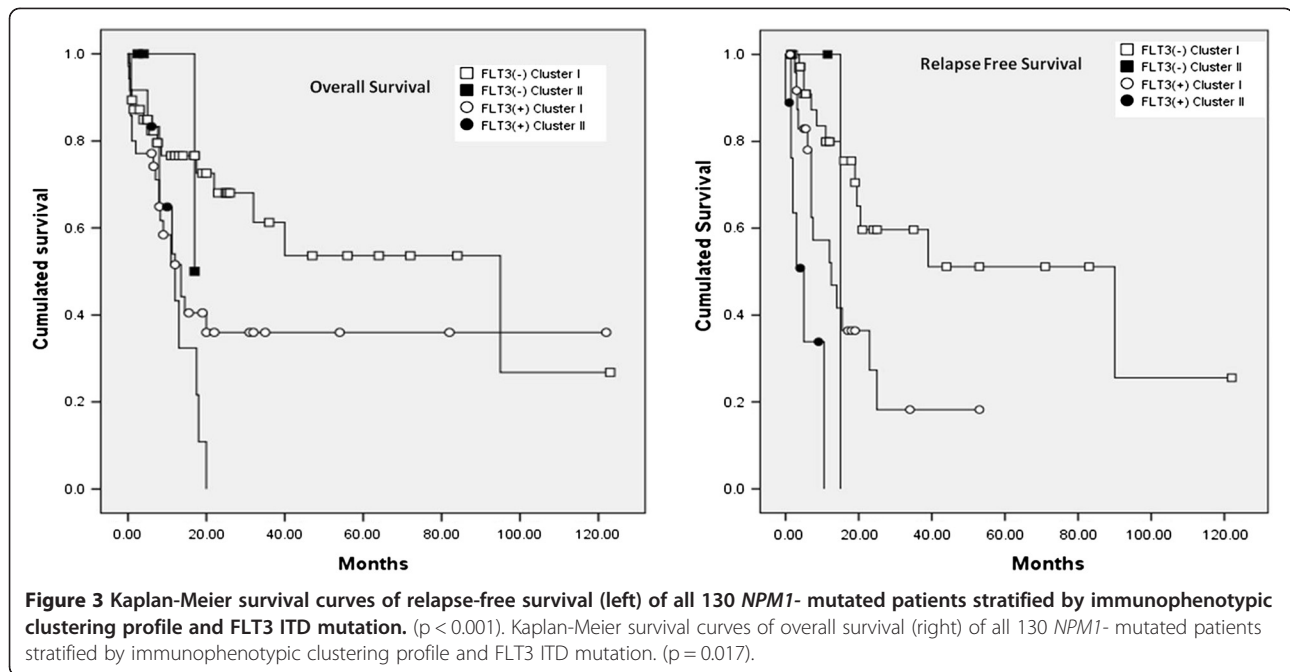 Overall Survival
FLT3(-) Cluster I
FLT3(-) Cluster II
FLT3(+) Cluster I
FLT3(+) Cluster II
Cumulated survival
1.0
0.8
0.6
0.4
0.2
0.0
0.00 20.00 40.00 60.00 80.00 100.00 120.00
Months
Relapse Free Survival
FLT3(-) Cluster I
FLT3(-) Cluster II
FLT3(+) Cluster I
FLT3(+) Cluster II
Cumulated Survival
1.0
0.8
0.6
0.4
0.2
0.0
0.00 20.00 40.00 60.00 80.00 100.00 120.00
Months
Figure 3 Kaplan-Meier survival curves of relapse-free survival (left) of all 130 NPM1- mutated patients stratified by immunophenotypic
clustering profile and FLT3 ITD mutation. (p < 0.001). Kaplan-Meier survival curves of overall survival (right) of all 130 NPM1- mutated patients
stratified by immunophenotypic clustering profile and FLT3 ITD mutation. (p = 0.017).